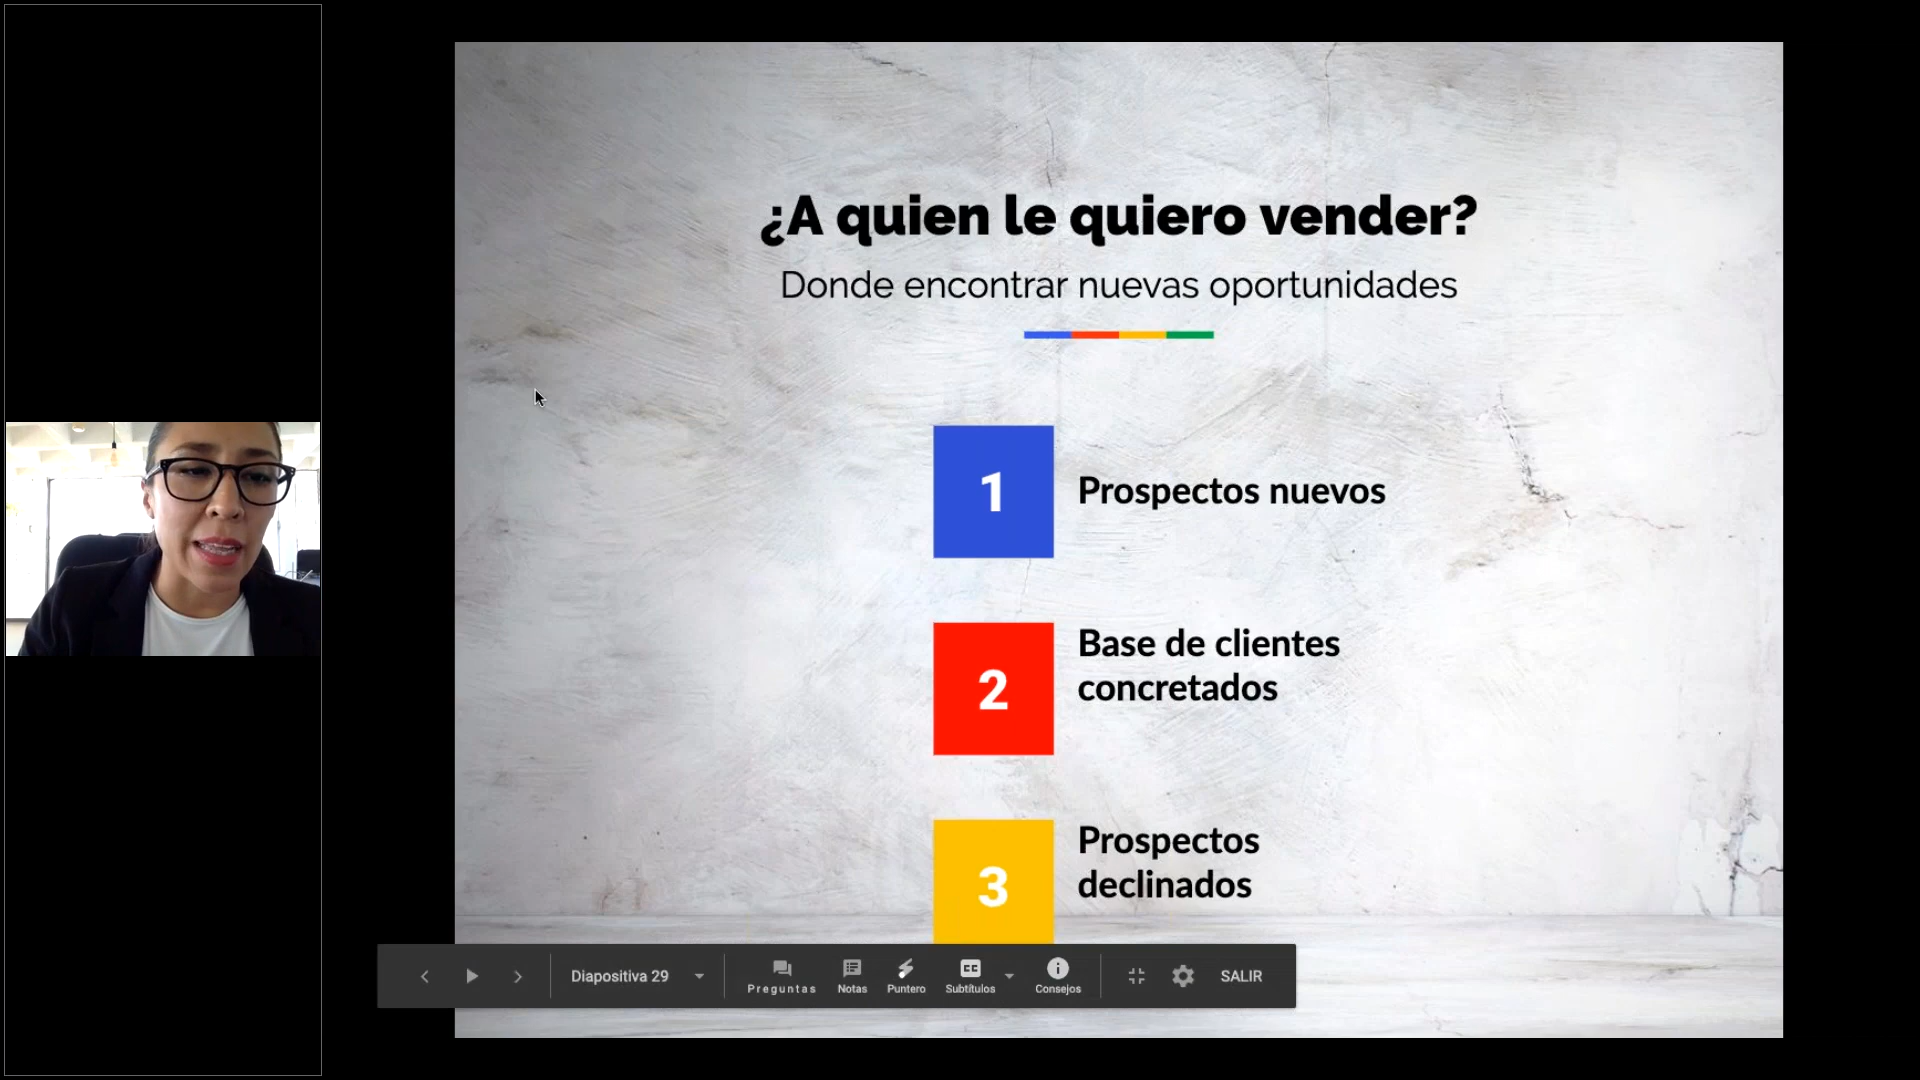 ¿A quien le quiero vender?
Donde encontrar nuevas oportunidades
1
Prospectos nuevos
2
Base de clientes
concretados
3
Prospectos
declinados
Diapositiva 29
Preguntas
Notas
Puntero
CC
Subtítulos
Consejos
SALIR